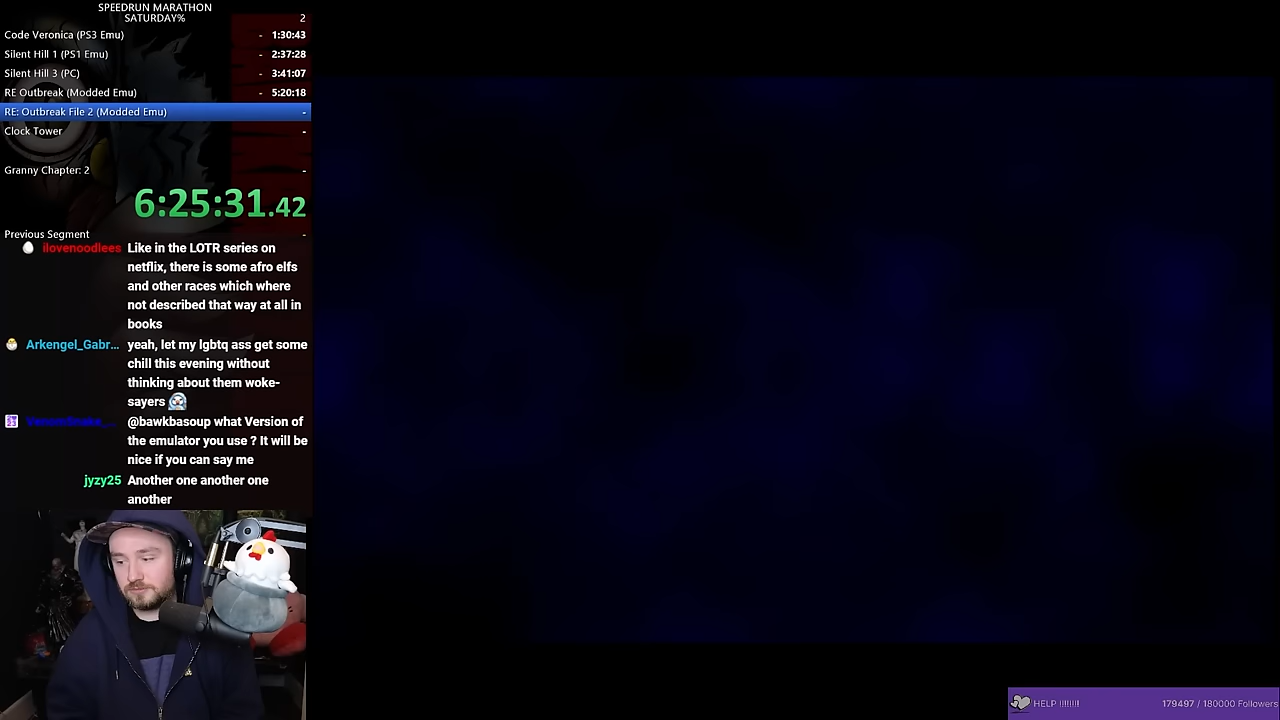 SPEEDRUN MARATHON
SATURDAY%
2
Code Veronica (PS3 Emu) - 1:30:43
Silent Hill 1 (PS1 Emu) - 2:37:28
Silent Hill 3 (PC) - 3:41:07
RE Outbreak (Modded Emu) - 5:20:18
RE: Outbreak File 2 (Modded Emu) -
Clock Tower -
Granny Chapter: 2 -
6:25:31.42
Previous Segment -
ilovenoodlees Like in the LOTR series on
netflix, there is some afro elfs
and other races which where
not described that way at all in
books
Arkengel_Gabr... yeah, let my lgbtq ass get some
chill this evening without
thinking about them woke-
sayers
@bawkbasoup what Version of
the emulator you use ? It will be
nice if you can say me
jyzy25 Another one another one
another
HELP !!!!!!! 179497 / 180000 Followers